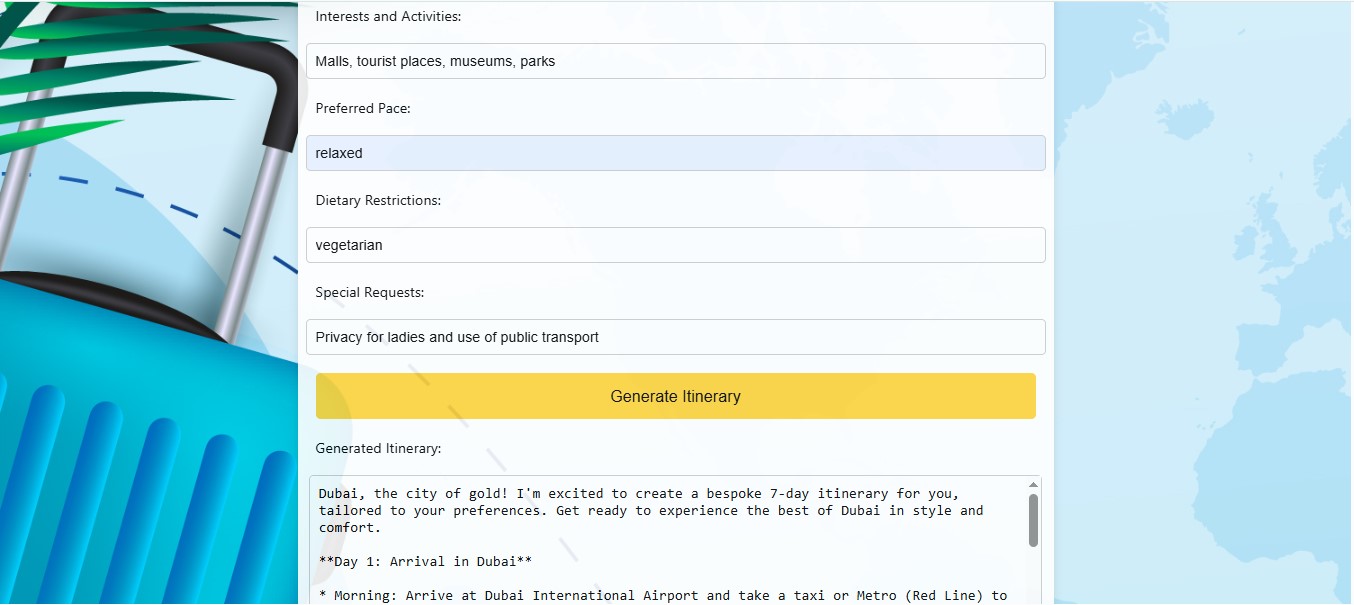 Interests and Activities:
Malls, tourist places, museums, parks
Preferred Pace:
relaxed
Dietary Restrictions:
vegetarian
Special Requests:
Privacy for ladies and use of public transport
Generate Itinerary
Generated Itinerary:
Dubai, the city of gold! I'm excited to create a bespoke 7-day itinerary for you,
tailored to your preferences. Get ready to experience the best of Dubai in style and
comfort.
**Day 1: Arrival in Dubai**
* Morning: Arrive at Dubai International Airport and take a taxi or Metro (Red Line) to